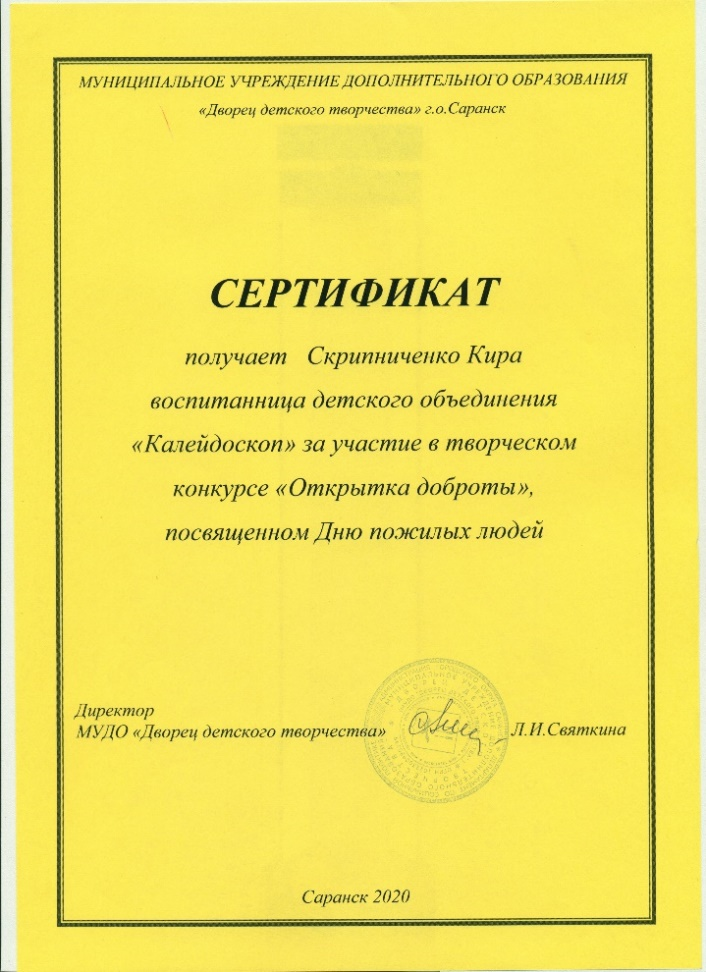 МУНИЦИПАЛЬНОЕ УЧРЕЖДЕНИЕ ДОПОЛНИТЕЛЬНОГО ОБРАЗОВАНИЯ
«Дворец детского творчества» г.о.Саранск
СЕРТИФИКАТ
получает Скрипниченко Кира
воспитанница детского объединения
«Калейдоскоп» за участие в творческом
конкурсе «Открытка доброты»,
посвященном Дню пожилых людей
Директор
МУДО «Дворец детского творчества» Л.И.Святкина
Саранск 2020